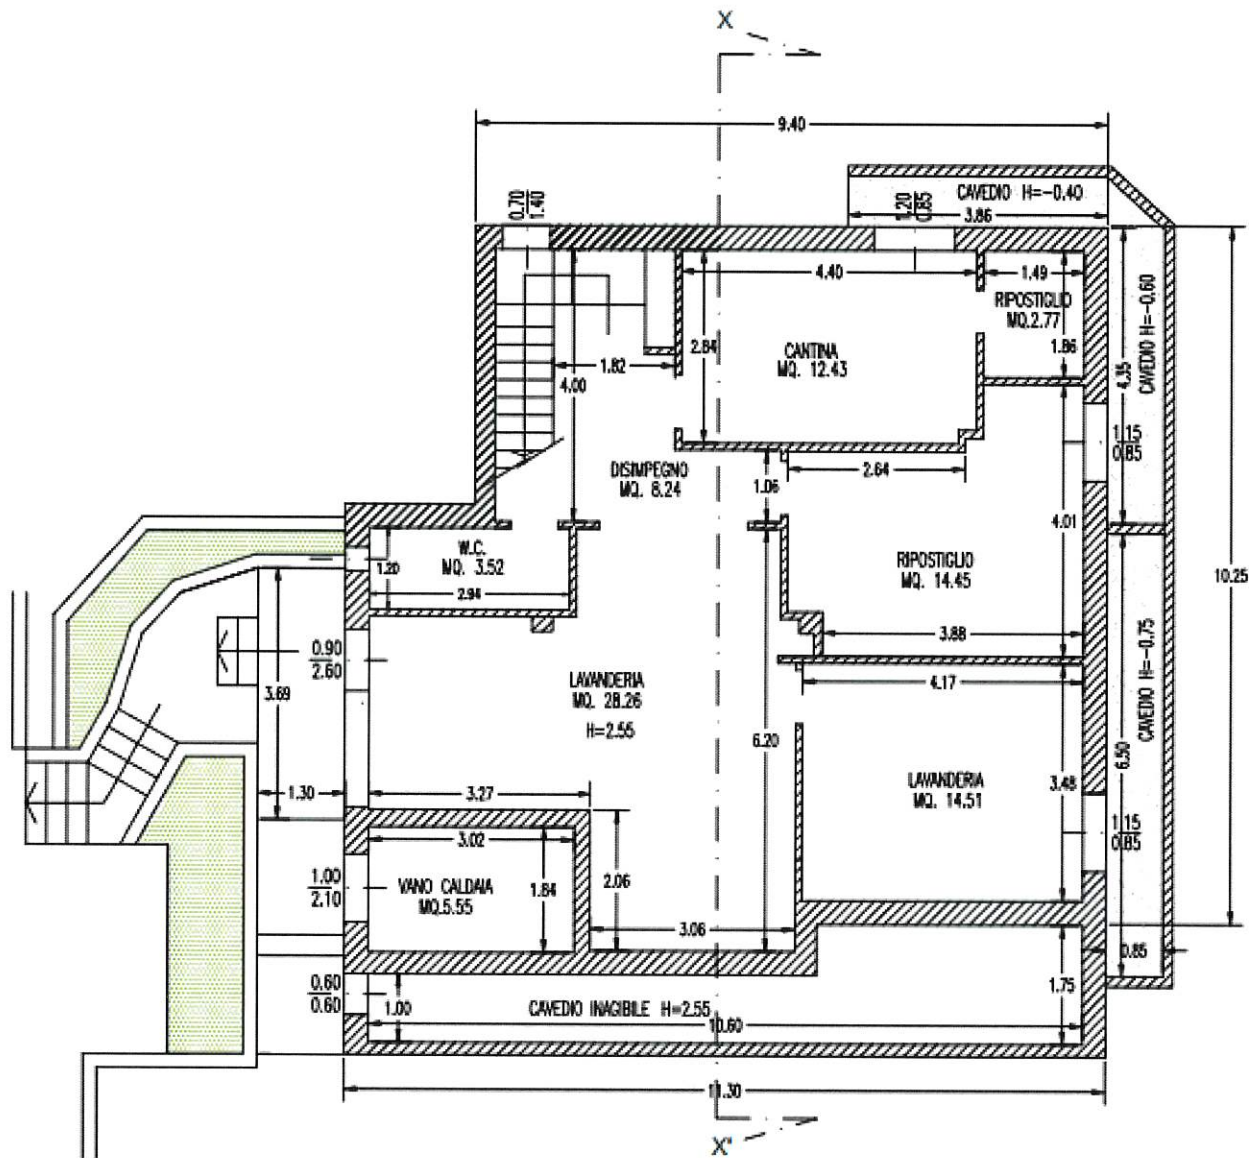 X
9.40
CAVEDIO H=-0.40
3.86
0.70
1.40
1.20
0.85
4.40
1.49
RIPOSTIGLIO
MQ.2.77
1.86
2.84
CANTINA
MQ. 12.43
1.82
4.00
4.35
CAVEDIO H=-0.60
1.15
0.85
DISIMPEGNO
MQ. 8.24
1.06
2.64
4.01
W.C.
MQ. 3.52
1.20
2.94
RIPOSTIGLIO
MQ. 14.45
10.25
3.88
0.90
2.60
3.69
LAVANDERIA
MQ. 28.26
H=2.55
4.17
CAVEDIO H=-0.75
6.50
6.20
LAVANDERIA
MQ. 14.51
3.48
1.30
3.27
1.15
0.85
3.02
1.00
2.10
VANO CALDAIA
MQ.5.55
1.84
2.06
3.06
0.85
0.60
0.60
1.00
CAVEDIO INAGIBILE H=2.55
10.60
1.75
11.30
X'